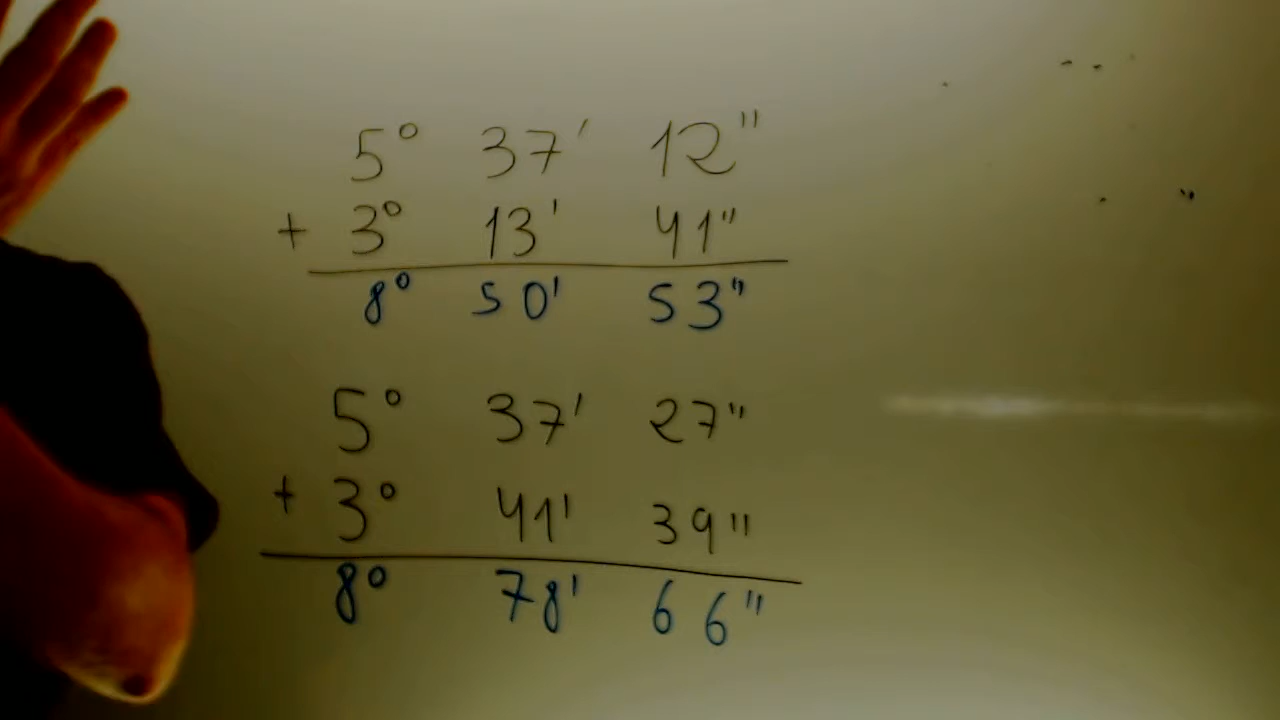 5° 37' 12"
+ 3° 13' 41"
8° 50' 53"
5° 37' 27"
+ 3° 41' 39"
8° 78' 66"